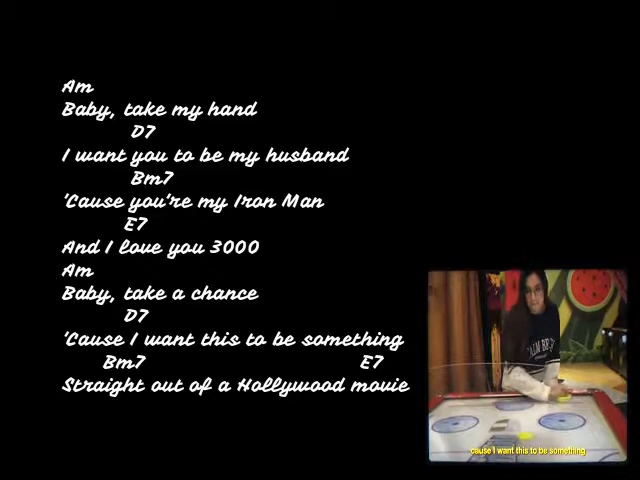 Am
Baby, take my hand
D7
I want you to be my husband
Bm7
'Cause you're my Iron Man
E7
And I love you 3000
Am
Baby, take a chance
D7
'Cause I want this to be something
Bm7 E7
Straight out of a Hollywood movie
cause I want this to be something